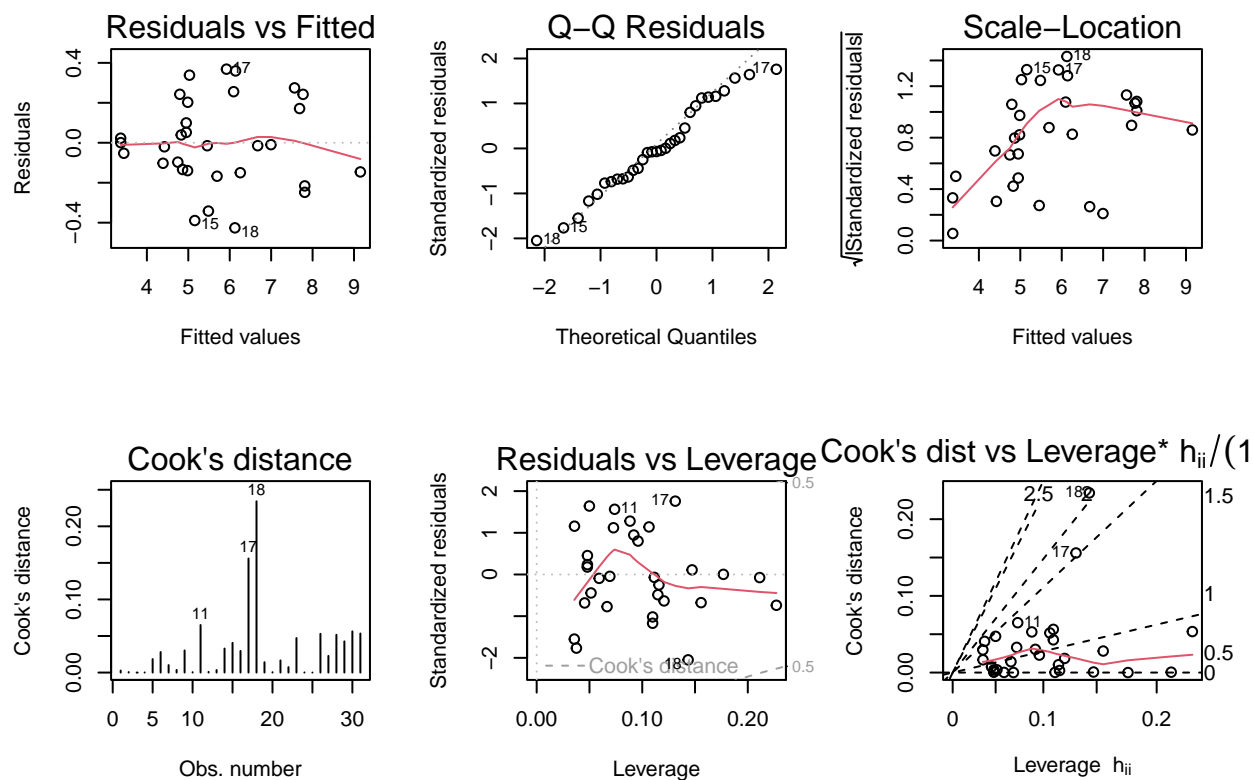 Residuals vs Fitted
Residuals
0.4
0.0
−0.4
17
15
18
4 5 6 7 8 9
Fitted values
Q−Q Residuals
Standardized residuals
2
1
0
−1
−2
17
15
18
−2 −1 0 1 2
Theoretical Quantiles
Scale−Location
√|Standardized residuals|
1.2
0.8
0.4
0.0
18
15
17
4 5 6 7 8 9
Fitted values
Cook's distance
Cook's distance
0.20
0.10
0.00
18
17
11
0 5 10 20 30
Obs. number
Residuals vs Leverage
Standardized residuals
2
1
0
−2
0.5
17
11
18
Cook's distance
0.5
0.00 0.10 0.20
Leverage
Cook's dist vs Leverage* hii/(1
Cook's distance
0.20
0.10
0.00
2.5
2
1.5
1
0.5
0
18
17
11
0 0.1 0.2
Leverage hii